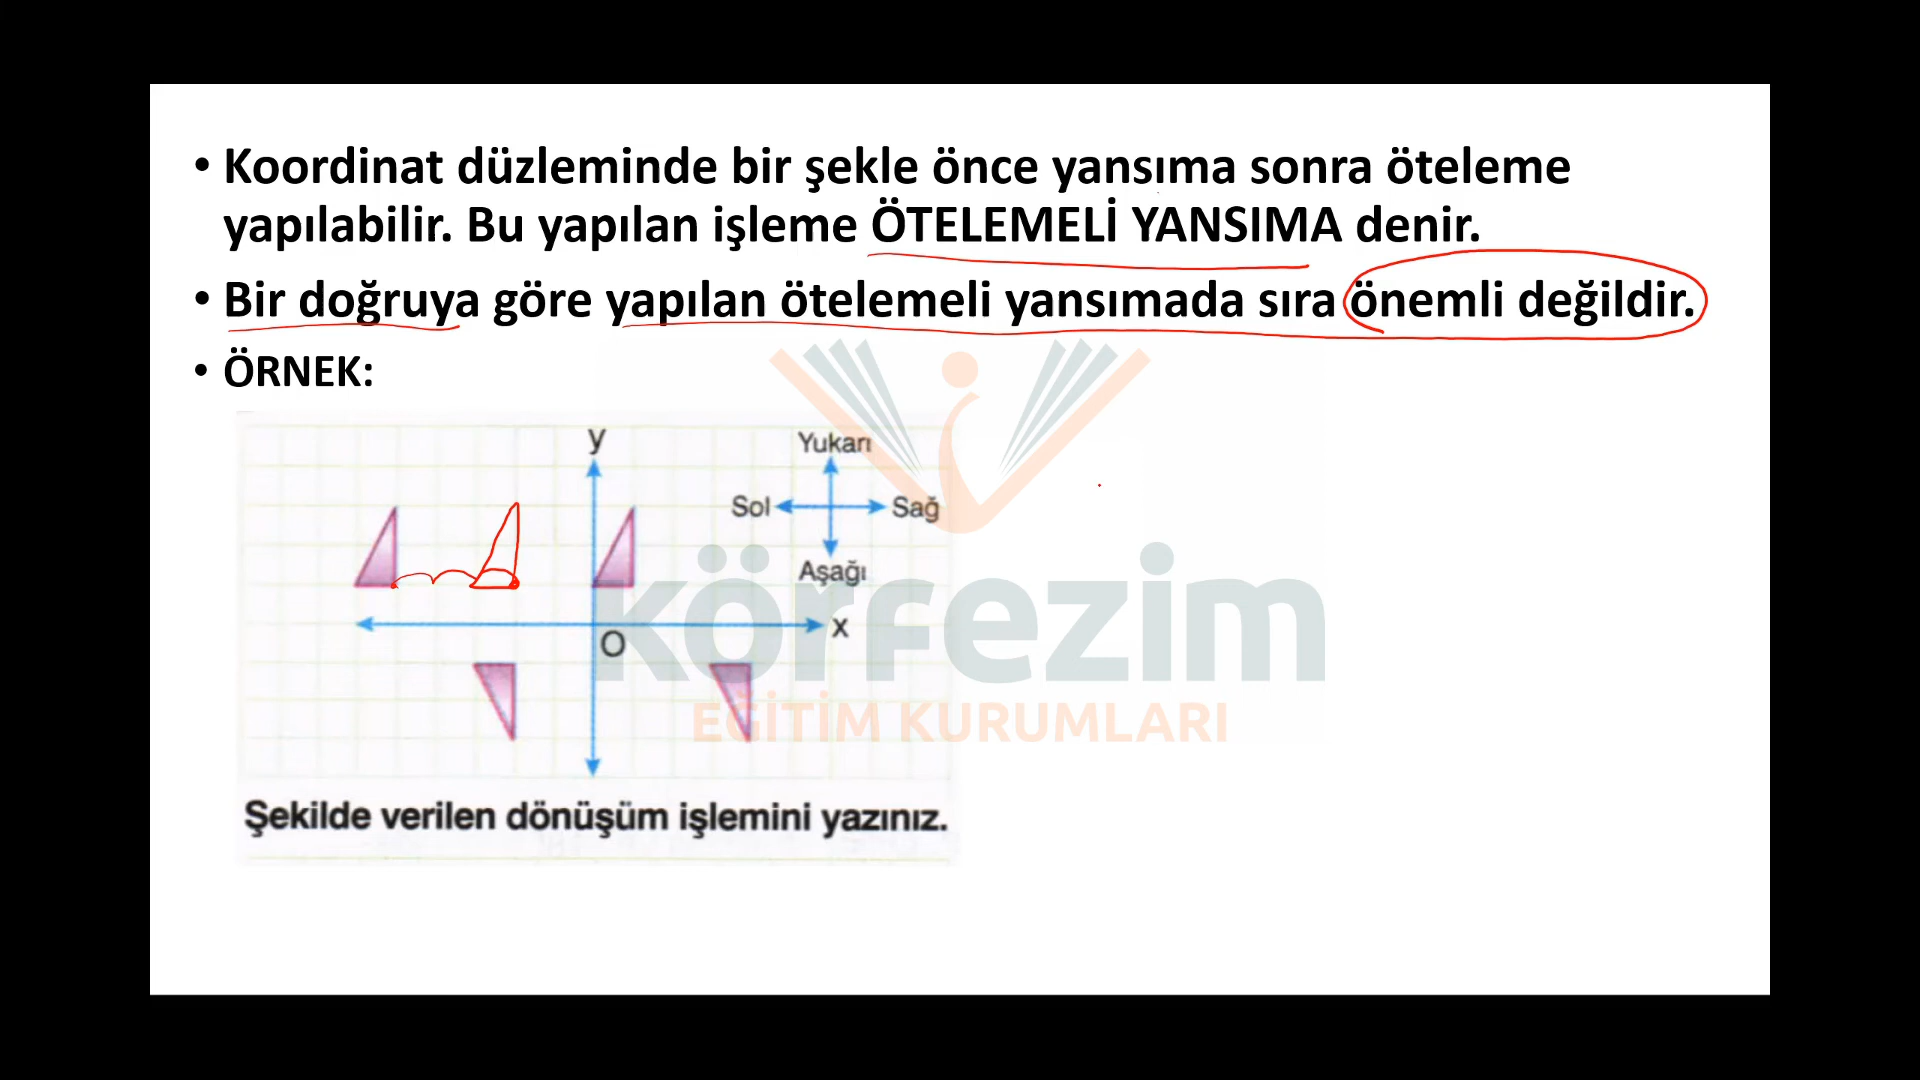 • Koordinat düzleminde bir şekle önce yansıma sonra öteleme
yapılabilir. Bu yapılan işleme ÖTELEMELİ YANSIMA denir.
• Bir doğruya göre yapılan ötelemeli yansımada sıra önemli değildir.
• ÖRNEK:
y
Yukarı
Sol
Sağ
Aşağı
x
O
körfezim
EĞİTİM KURUMLARI
Şekilde verilen dönüşüm işlemini yazınız.